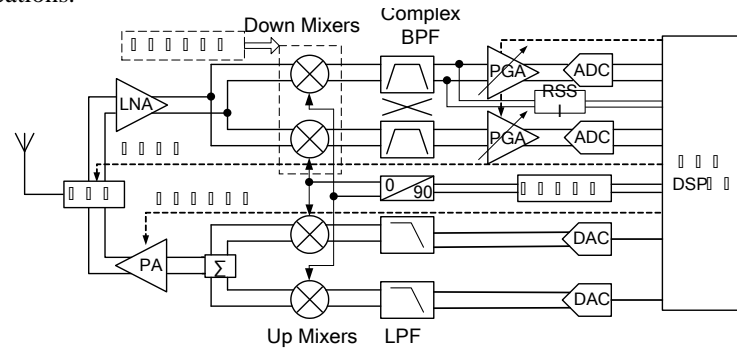 cations.
Down Mixers
Complex
BPF
LNA
PGA
ADC
RSS
I
PGA
ADC
0
90
DSP
PA
Σ
DAC
DAC
Up Mixers
LPF